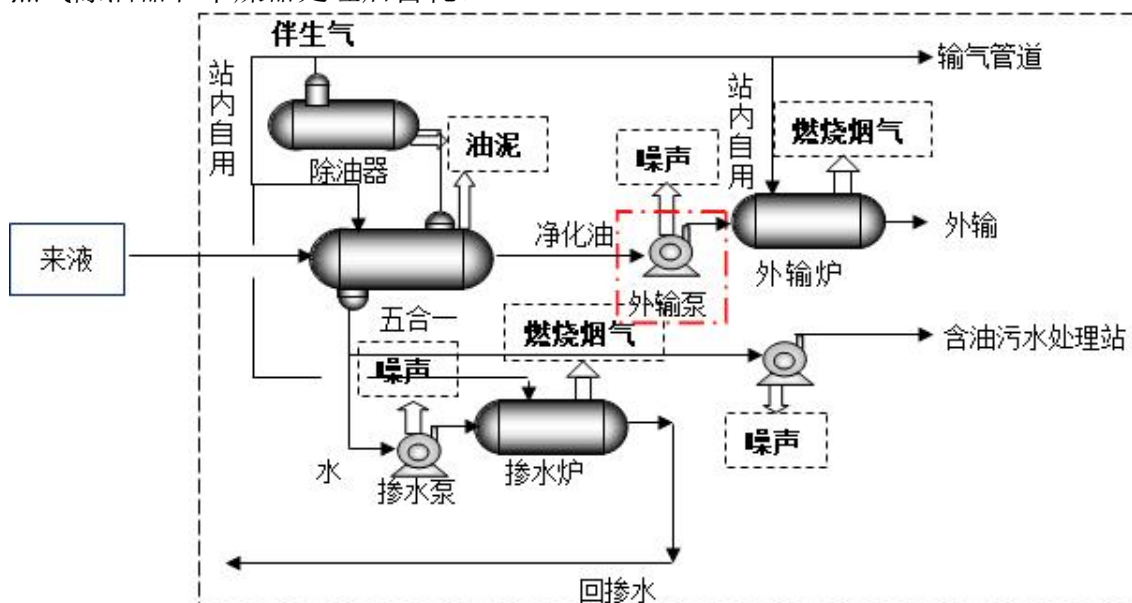 伴生气
输气管道
站内自用
站内自用
燃烧烟气
油泥
噪声
除油器
净化油
外输
来液
外输炉
外输泵
五合一
燃烧烟气
含油污水处理站
噪声
噪声
水
掺水泵
掺水炉
回掺水